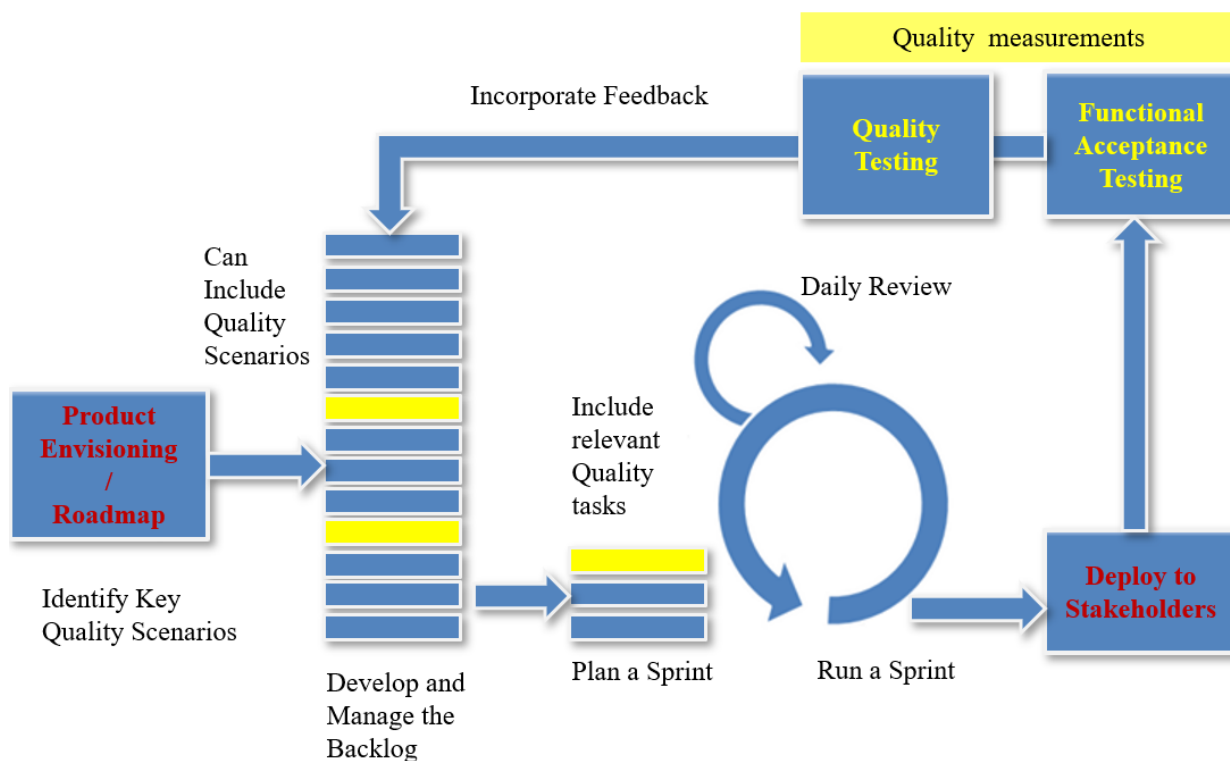 Quality measurements
Incorporate Feedback
Quality
Testing
Functional
Acceptance
Testing
Can
Include
Quality
Scenarios
Daily Review
Product
Envisioning
/
Roadmap
Include
relevant
Quality
tasks
Identify Key
Quality Scenarios
Deploy to
Stakeholders
Plan a Sprint
Run a Sprint
Develop and
Manage the
Backlog